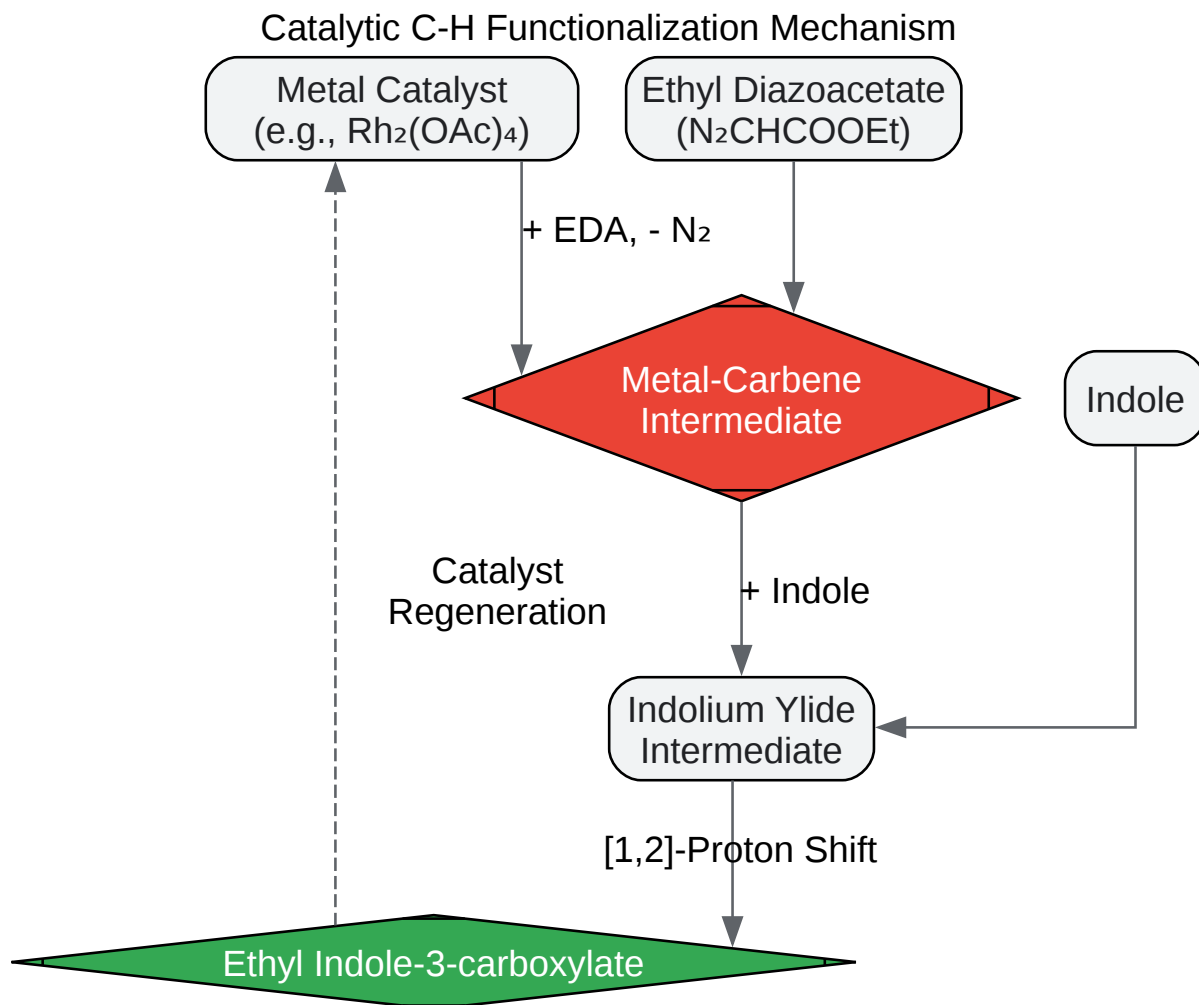 Catalytic C-H Functionalization Mechanism
Metal Catalyst
(e.g., Rh₂(OAc)₄)
Ethyl Diazoacetate
(N₂CHCOOEt)
+ EDA, - N₂
Metal-Carbene
Intermediate
Indole
Catalyst
Regeneration
+ Indole
Indolium Ylide
Intermediate
[1,2]-Proton Shift
Ethyl Indole-3-carboxylate